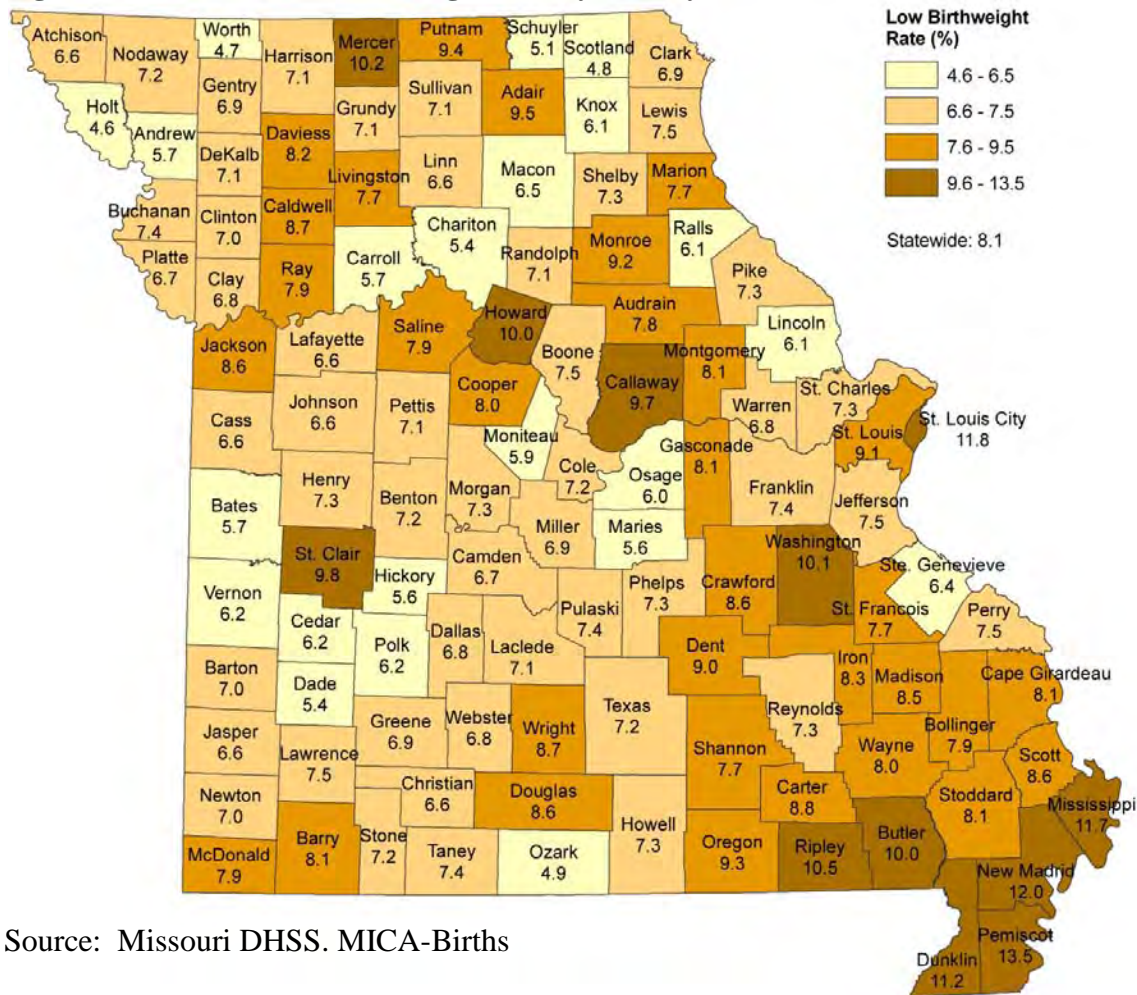 Low Birthweight
Rate (%)
4.6 - 6.5
6.6 - 7.5
7.6 - 9.5
9.6 - 13.5
Statewide: 8.1
Atchison
6.6
Nodaway
7.2
Worth
4.7
Gentry
6.9
Harrison
7.1
Mercer
10.2
Putnam
9.4
Schuyler
5.1
Scotland
4.8
Clark
6.9
Holt
4.6
Andrew
5.7
DeKalb
7.1
Daviess
8.2
Grundy
7.1
Sullivan
7.1
Adair
9.5
Knox
6.1
Lewis
7.5
Buchanan
7.4
Clinton
7.0
Caldwell
8.7
Livingston
7.7
Linn
6.6
Macon
6.5
Shelby
7.3
Marion
7.7
Platte
6.7
Clay
6.8
Ray
7.9
Carroll
5.7
Chariton
5.4
Randolph
7.1
Monroe
9.2
Ralls
6.1
Pike
7.3
Jackson
8.6
Lafayette
6.6
Saline
7.9
Howard
10.0
Boone
7.5
Audrain
7.8
Callaway
9.7
Montgomery
8.1
Lincoln
6.1
Warren
6.8
St. Charles
7.3
St. Louis
9.1
St. Louis City
11.8
Cass
6.6
Johnson
6.6
Pettis
7.1
Cooper
8.0
Moniteau
5.9
Cole
7.2
Osage
6.0
Gasconade
8.1
Franklin
7.4
Jefferson
7.5
Bates
5.7
Henry
7.3
Benton
7.2
Morgan
7.3
Miller
6.9
Maries
5.6
St. Clair
9.8
Hickory
5.6
Camden
6.7
Pulaski
7.4
Phelps
7.3
Crawford
8.6
Washington
10.1
Ste. Genevieve
6.4
St. Francois
7.7
Perry
7.5
Vernon
6.2
Cedar
6.2
Polk
6.2
Dallas
6.8
Laclede
7.1
Dent
9.0
Iron
8.3
Madison
8.5
Cape Girardeau
8.1
Barton
7.0
Dade
5.4
Greene
6.9
Webster
6.8
Wright
8.7
Texas
7.2
Shannon
7.7
Reynolds
7.3
Wayne
8.0
Bollinger
7.9
Scott
8.6
Jasper
6.6
Lawrence
7.5
Christian
6.6
Douglas
8.6
Howell
7.3
Carter
8.8
Stoddard
8.1
Mississippi
11.7
Newton
7.0
McDonald
7.9
Barry
8.1
Stone
7.2
Taney
7.4
Ozark
4.9
Oregon
9.3
Ripley
10.5
Butler
10.0
New Madrid
12.0
Dunklin
11.2
Pemiscot
13.5
Source: Missouri DHSS. MICA-Births